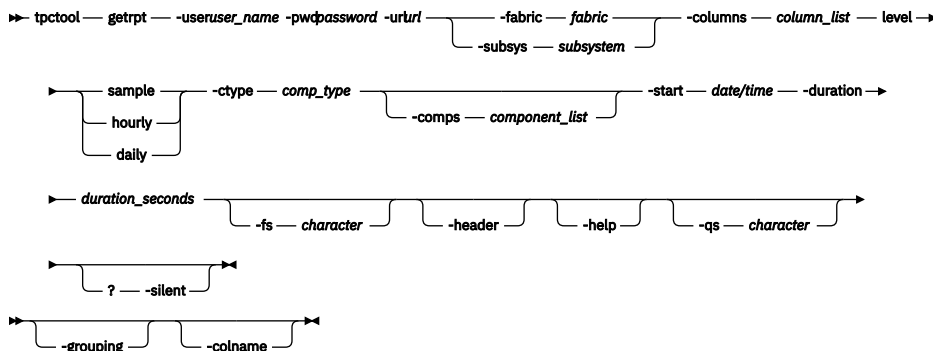 tpctool getrpt -useruser_name -pwdpassword -urlurl -fabric fabric -columns column_list level
-subsys subsystem
sample -ctype comp_type -start date/time -duration
hourly -comps component_list
daily
duration_seconds
-fs character -header -help -qs character
? -silent
-grouping -colname